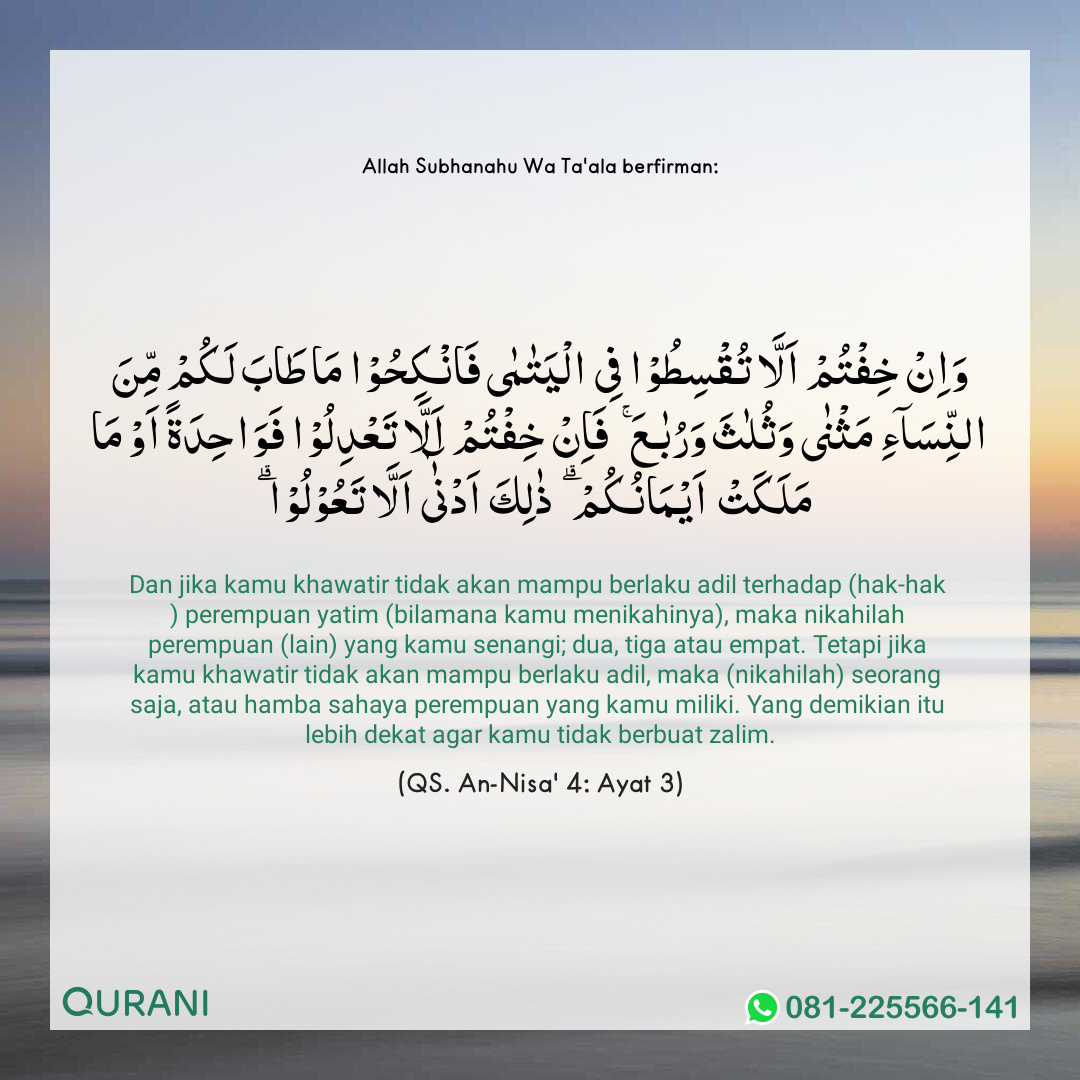 Allah Subhanahu Wa Ta'ala berfirman:
وَاِنْ خِفْتُمْ اَلَّا تُقْسِطُوْا فِى الْيَتٰمٰى فَانْكِحُوْا مَا طَابَ لَـكُمْ مِّنَ
النِّسَآءِ مَثْنٰى وَثُلٰثَ وَرُبٰعَ ۚ فَاِنْ خِفْتُمْ اَلَّا تَعْدِلُوْا فَوَا حِدَةً اَوْ مَا
مَلَـكَتْ اَيْمَانُكُمْ ۗ ذٰلِكَ اَدْنٰۤى اَلَّا تَعُوْلُوْا ۗ
Dan jika kamu khawatir tidak akan mampu berlaku adil terhadap (hak-hak
) perempuan yatim (bilamana kamu menikahinya), maka nikahilah
perempuan (lain) yang kamu senangi; dua, tiga atau empat. Tetapi jika
kamu khawatir tidak akan mampu berlaku adil, maka (nikahilah) seorang
saja, atau hamba sahaya perempuan yang kamu miliki. Yang demikian itu
lebih dekat agar kamu tidak berbuat zalim.
(QS. An-Nisa' 4: Ayat 3)
QURANI
081-225566-141